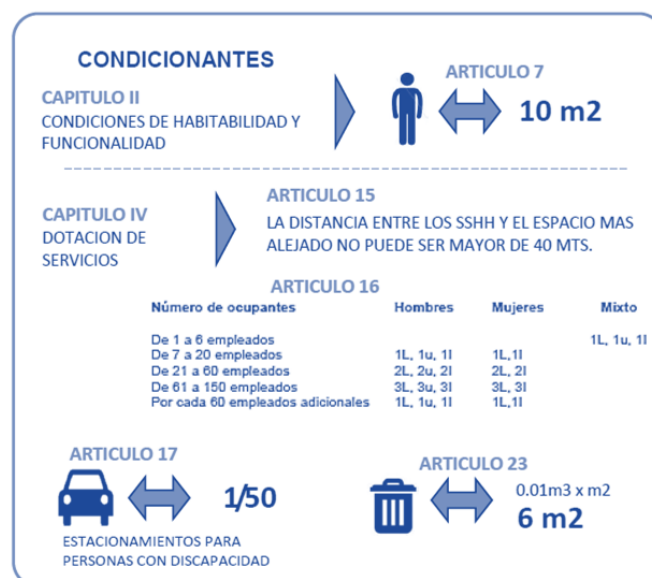 CONDICIONANTES
CAPITULO II
CONDICIONES DE HABITABILIDAD Y
FUNCIONALIDAD
ARTICULO 7
10 m2
CAPITULO IV
DOTACION DE
SERVICIOS
ARTICULO 15
LA DISTANCIA ENTRE LOS SSHH Y EL ESPACIO MAS
ALEJADO NO PUEDE SER MAYOR DE 40 MTS.
ARTICULO 16
Número de ocupantes Hombres Mujeres Mixto
De 1 a 6 empleados 1L, 1u, 1I
De 7 a 20 empleados 1L, 1u, 1I 1L,1I
De 21 a 60 empleados 2L, 2u, 2I 2L, 2I
De 61 a 150 empleados 3L, 3u, 3I 3L, 3I
Por cada 60 empleados adicionales 1L, 1u, 1I 1L,1I
ARTICULO 17
1/50
ESTACIONAMIENTOS PARA
PERSONAS CON DISCAPACIDAD
ARTICULO 23
0.01m3 x m2
6 m2